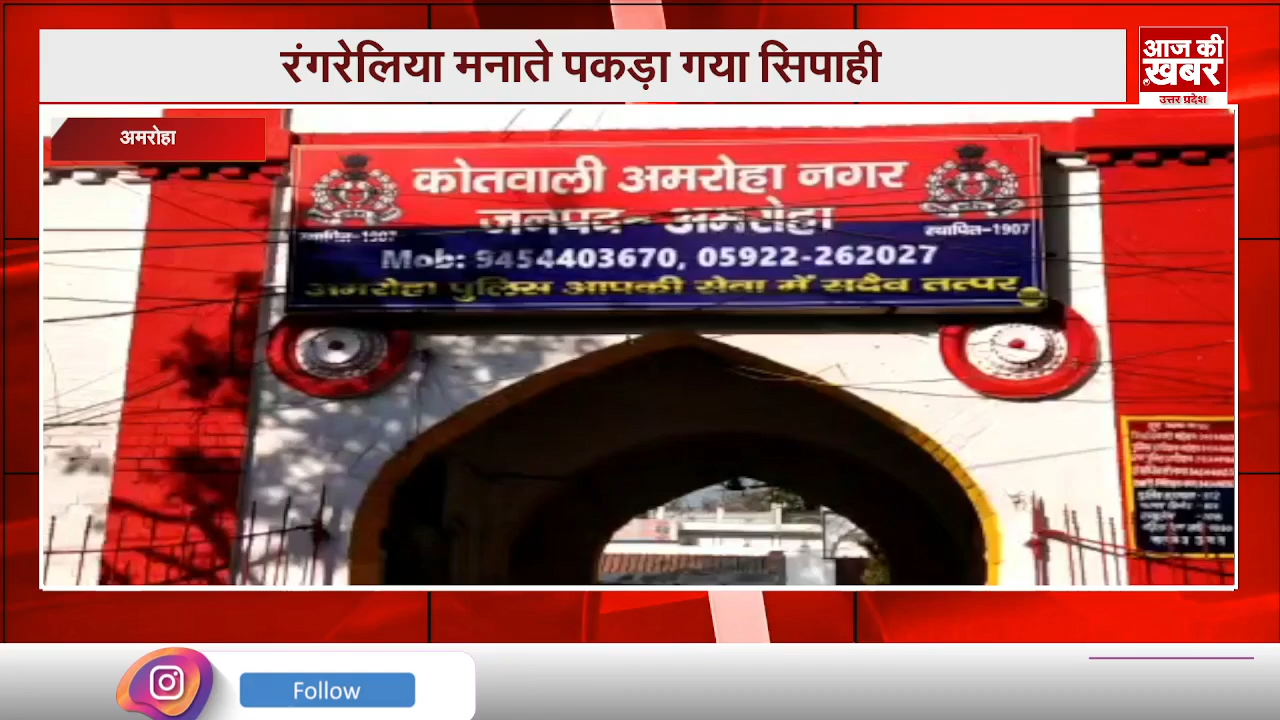 रंगरेलिया मनाते पकड़ा गया सिपाही
आज की
खबर
उत्तर प्रदेश
अमरोहा
कोतवाली अमरोहा नगर
जनपद- अमरोहा
स्थापित-1907
स्थापित-1907
Mob: 9454403670, 05922-262027
अमरोहा पुलिस आपकी सेवा में सदैव तत्पर
Follow